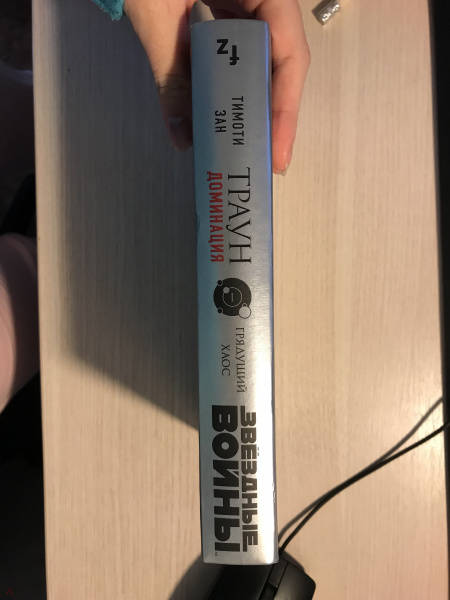 fz
ТИМОТИ
ЗАН
ТРАУН
ДОМИНАЦИЯ
ГРЯДУЩИЙ
ХАОС
ЗВЁЗДНЫЕ
ВОЙНЫ